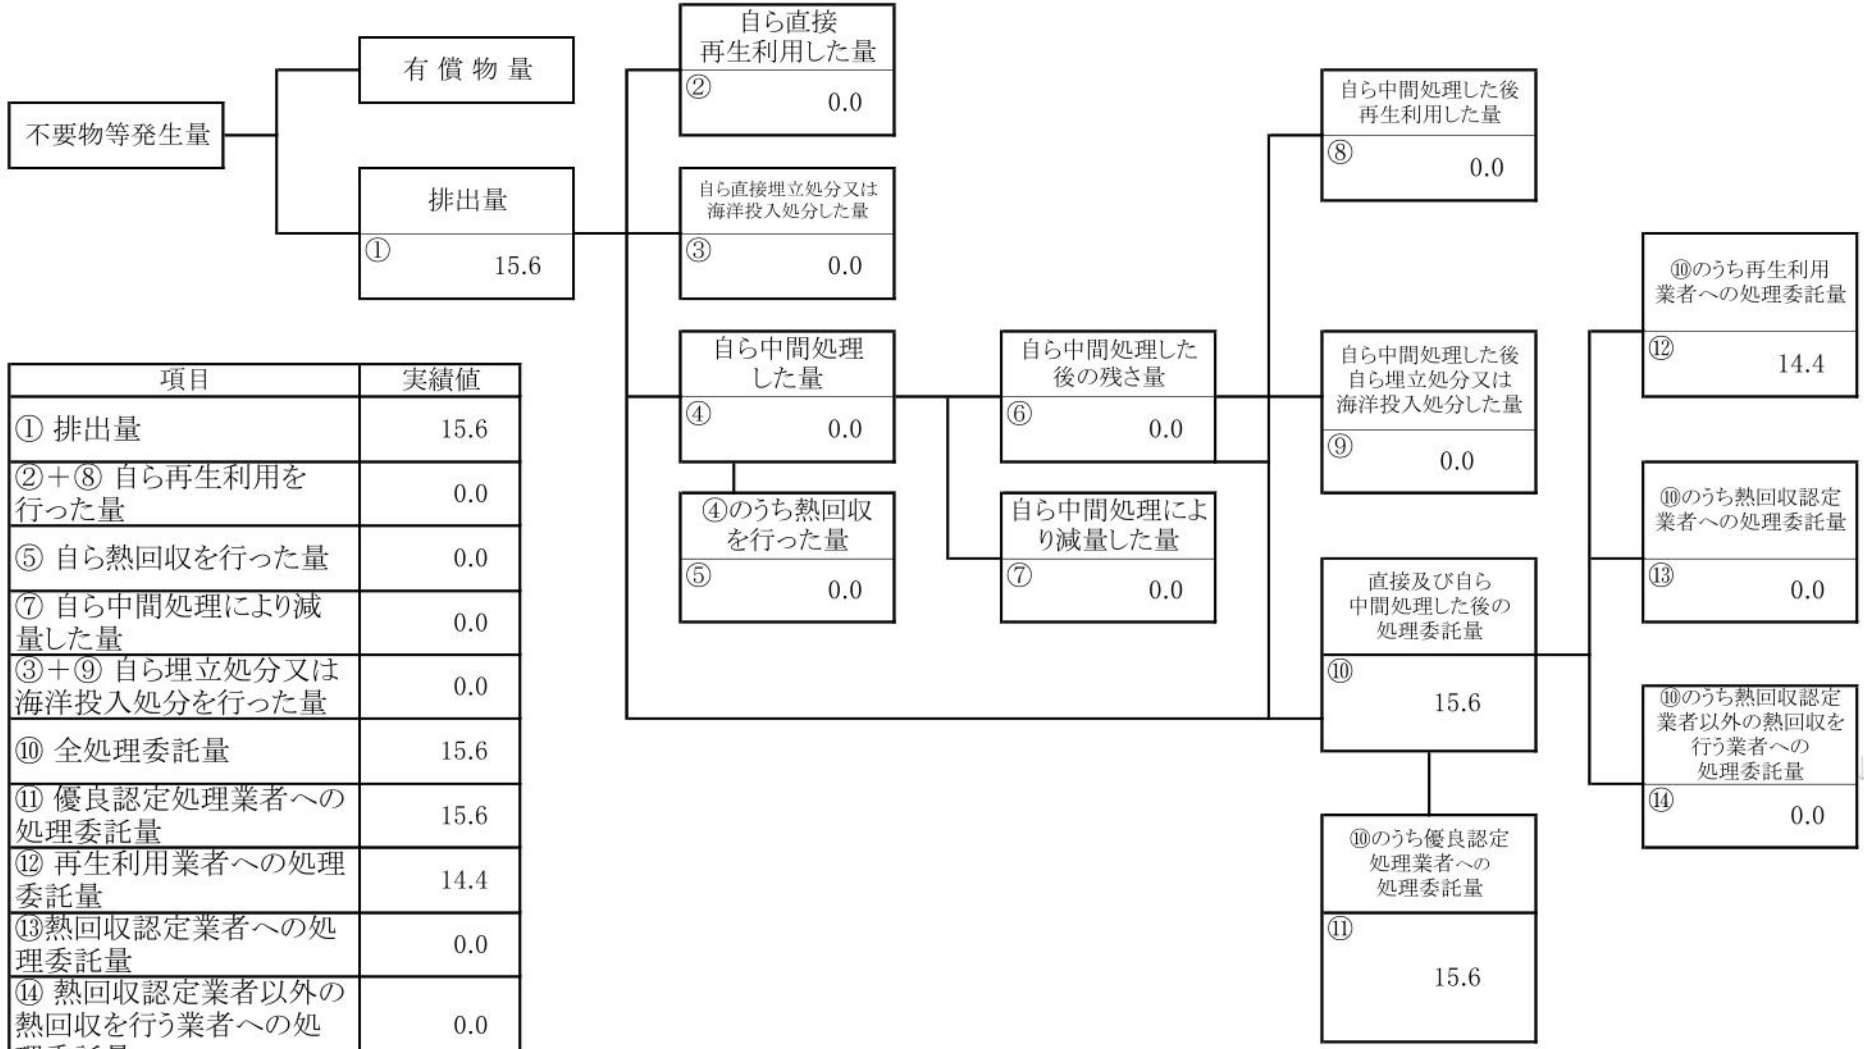 不要物等発生量
有償物量
排出量
①
15.6
自ら直接
再生利用した量
②
0.0
自ら直接埋立処分又は
海洋投入処分した量
③
0.0
自ら中間処理
した量
④
0.0
④のうち熱回収
を行った量
⑤
0.0
自ら中間処理した
後の残さ量
⑥
0.0
自ら中間処理によ
り減量した量
⑦
0.0
自ら中間処理した後
再生利用した量
⑧
0.0
自ら中間処理した後
自ら埋立処分又は
海洋投入処分した量
⑨
0.0
直接及び自ら
中間処理した後の
処理委託量
⑩
15.6
⑩のうち優良認定
処理業者への
処理委託量
⑪
15.6
⑩のうち再生利用
業者への処理委託量
⑫
14.4
⑩のうち熱回収認定
業者への処理委託量
⑬
0.0
⑩のうち熱回収認定
業者以外の熱回収を
行う業者への
処理委託量
⑭
0.0
項目 実績値
① 排出量 15.6
②＋⑧ 自ら再生利用を
行った量 0.0
⑤ 自ら熱回収を行った量 0.0
⑦ 自ら中間処理により減
量した量 0.0
③＋⑨ 自ら埋立処分又は
海洋投入処分を行った量 0.0
⑩ 全処理委託量 15.6
⑪ 優良認定処理業者への
処理委託量 15.6
⑫ 再生利用業者への処理
委託量 14.4
⑬熱回収認定業者への処
理委託量 0.0
⑭ 熱回収認定業者以外の
熱回収を行う業者への処 0.0